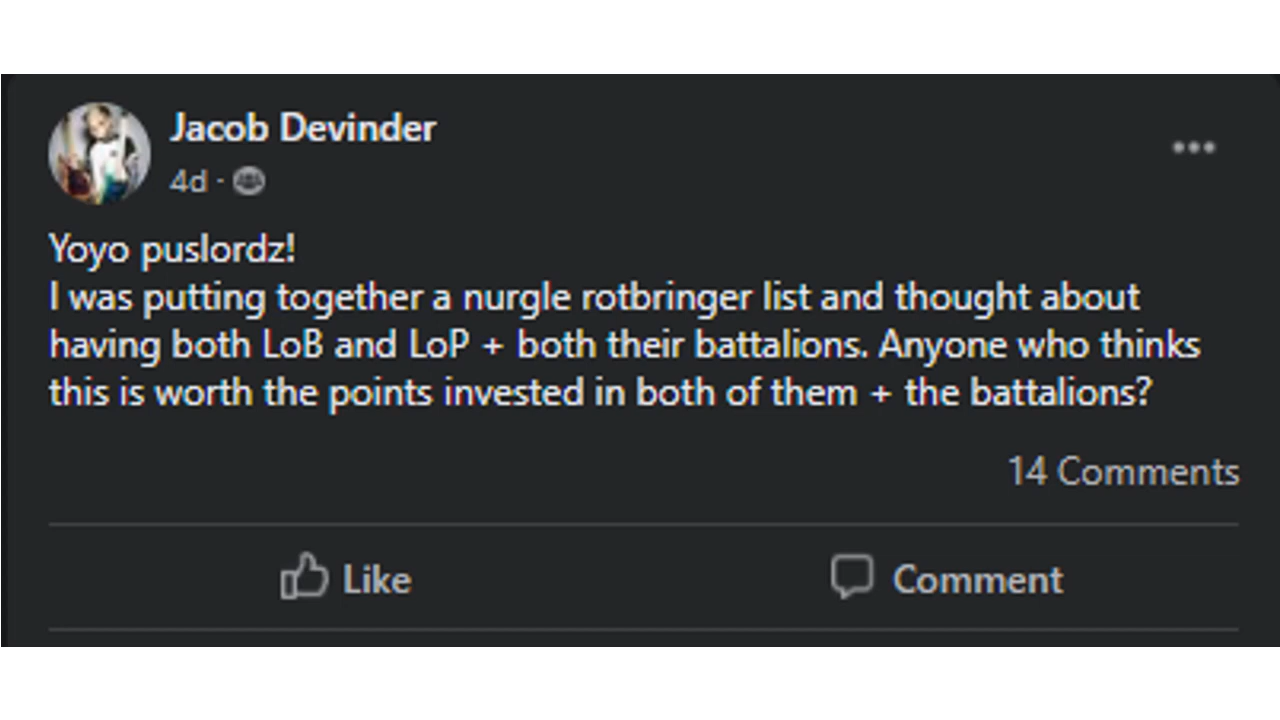 Jacob Devinder
4d ·
Yoyo puslordz!
I was putting together a nurgle rotbringer list and thought about
having both LoB and LoP + both their battalions. Anyone who thinks
this is worth the points invested in both of them + the battalions?
14 Comments
Like
Comment